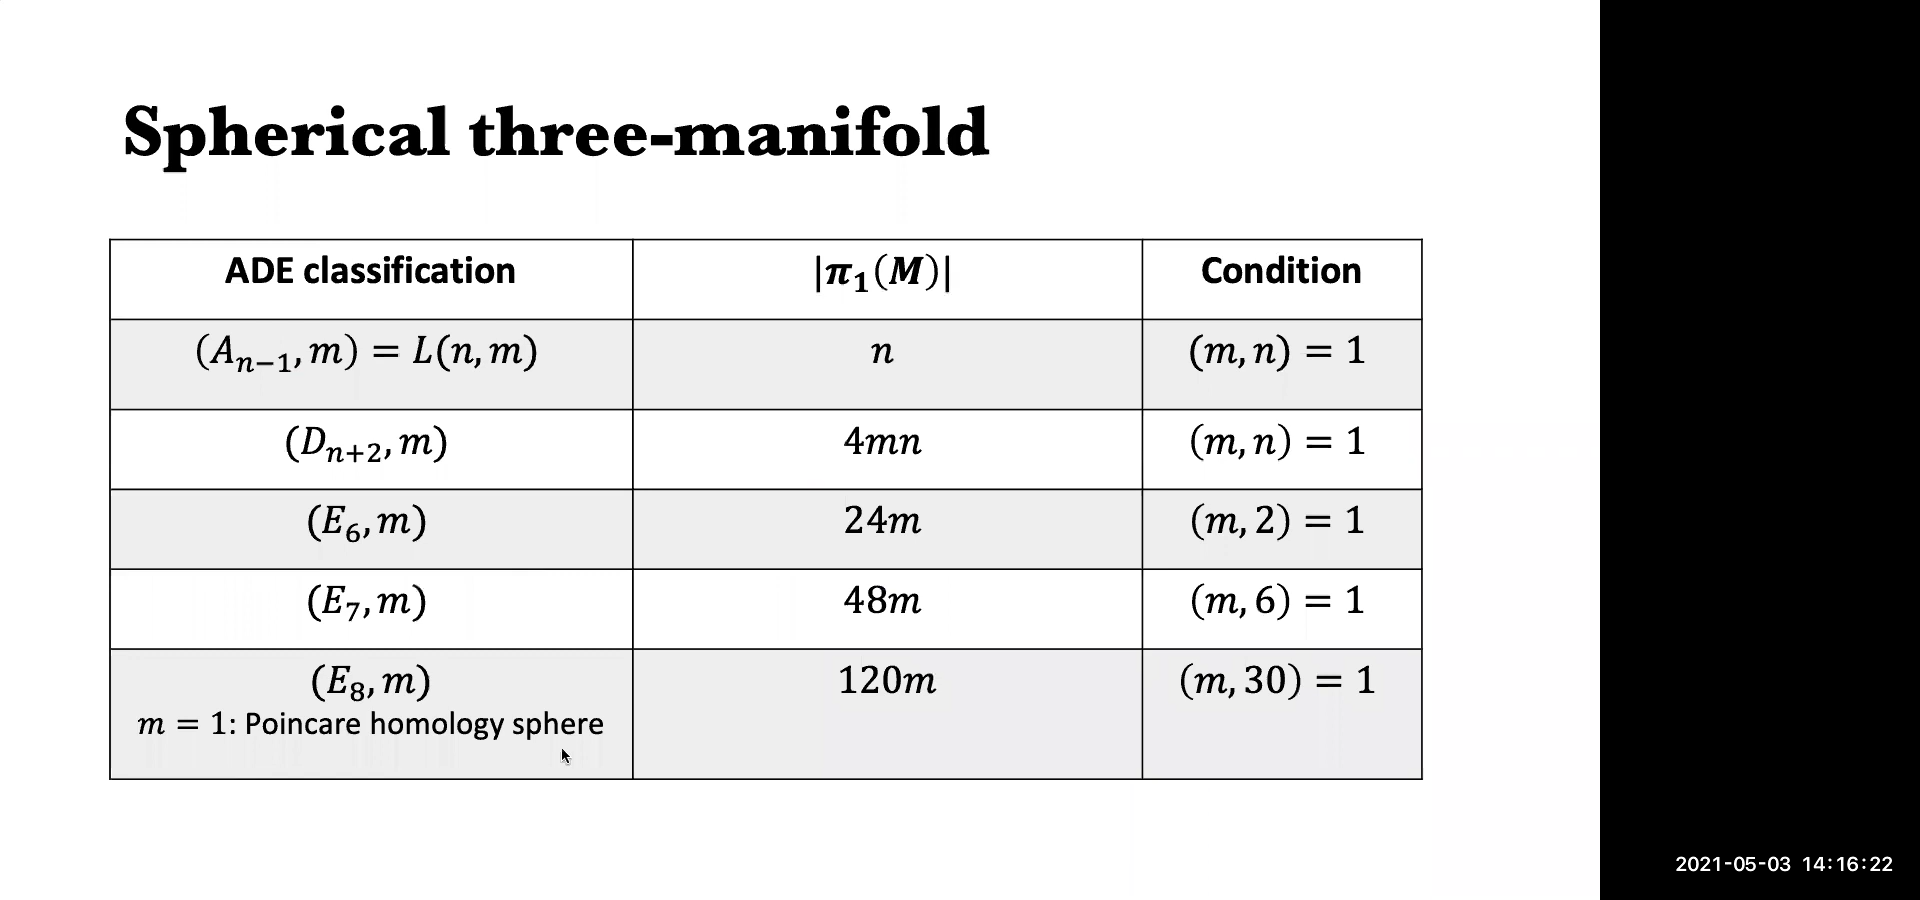 Spherical three-manifold
ADE classification |π₁(M)| Condition
(Aₙ₋₁, m) = L(n, m) n (m, n) = 1
(Dₙ₊₂, m) 4mn (m, n) = 1
(E₆, m) 24m (m, 2) = 1
(E₇, m) 48m (m, 6) = 1
(E₈, m) 120m (m, 30) = 1
m = 1: Poincare homology sphere
2021-05-03 14:16:22